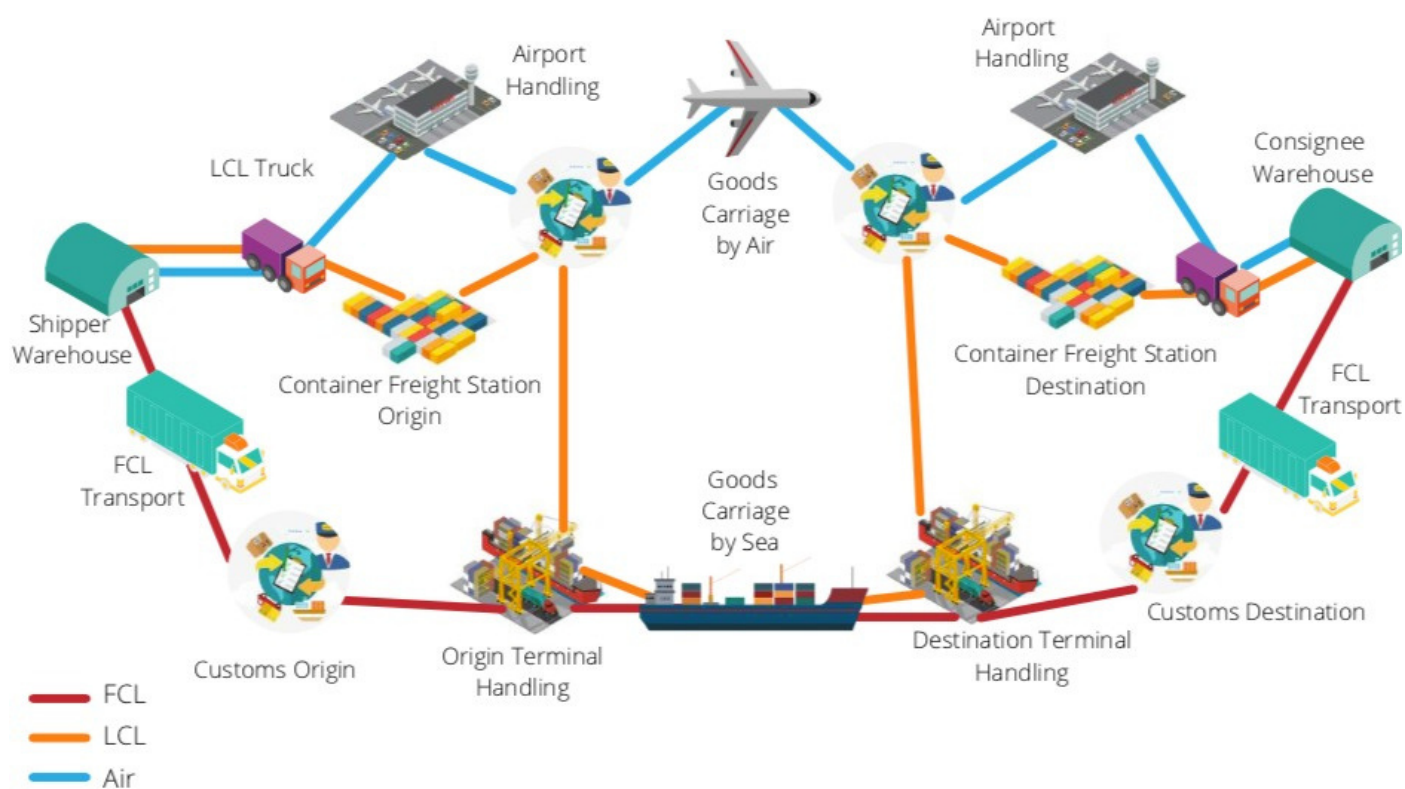 Airport
Handling
Airport
Handling
LCL Truck
Goods
Carriage
by Air
Consignee
Warehouse
Shipper
Warehouse
Container Freight Station
Origin
Container Freight Station
Destination
FCL
Transport
FCL
Transport
Goods
Carriage
by Sea
Customs Origin
Origin Terminal
Handling
Destination Terminal
Handling
Customs Destination
FCL
LCL
Air